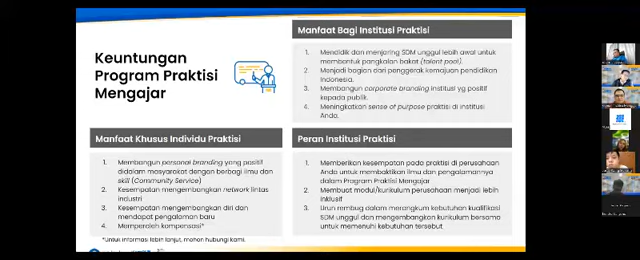 Keuntungan
Program Praktisi
Mengajar
Manfaat Bagi Institusi Praktisi
1. Mendidik dan menjaring SDM unggul lebih awal untuk
membentuk pangkalan bakat (talent pool).
2. Menjadi bagian dari penggerak kemajuan pendidikan
Indonesia.
3. Membangun corporate branding institusi yg positif
kepada publik.
4. Meningkatkan sense of purpose praktisi di institusi
Anda.
Manfaat Khusus Individu Praktisi
1. Membangun personal branding yang positif
didalam masyarakat dengan berbagi ilmu dan
skill (Community Service)
2. Kesempatan mengembangkan network lintas
industri
3. Kesempatan mengembangkan diri dan
mendapat pengalaman baru
4. Memperoleh kompensasi*
*Untuk informasi lebih lanjut, mohon hubungi kami.
Peran Institusi Praktisi
1. Memberikan kesempatan pada praktisi di perusahaan
Anda untuk membaktikan ilmu dan pengalamannya
dalam Program Praktisi Mengajar
2. Membuat modul/kurikulum perusahaan menjadi lebih
inklusif
3. Urun rembug dalam merangkum kebutuhan kualifikasi
SDM unggul dan mengembangkan kurikulum bersama
untuk memenuhi kebutuhan tersebut